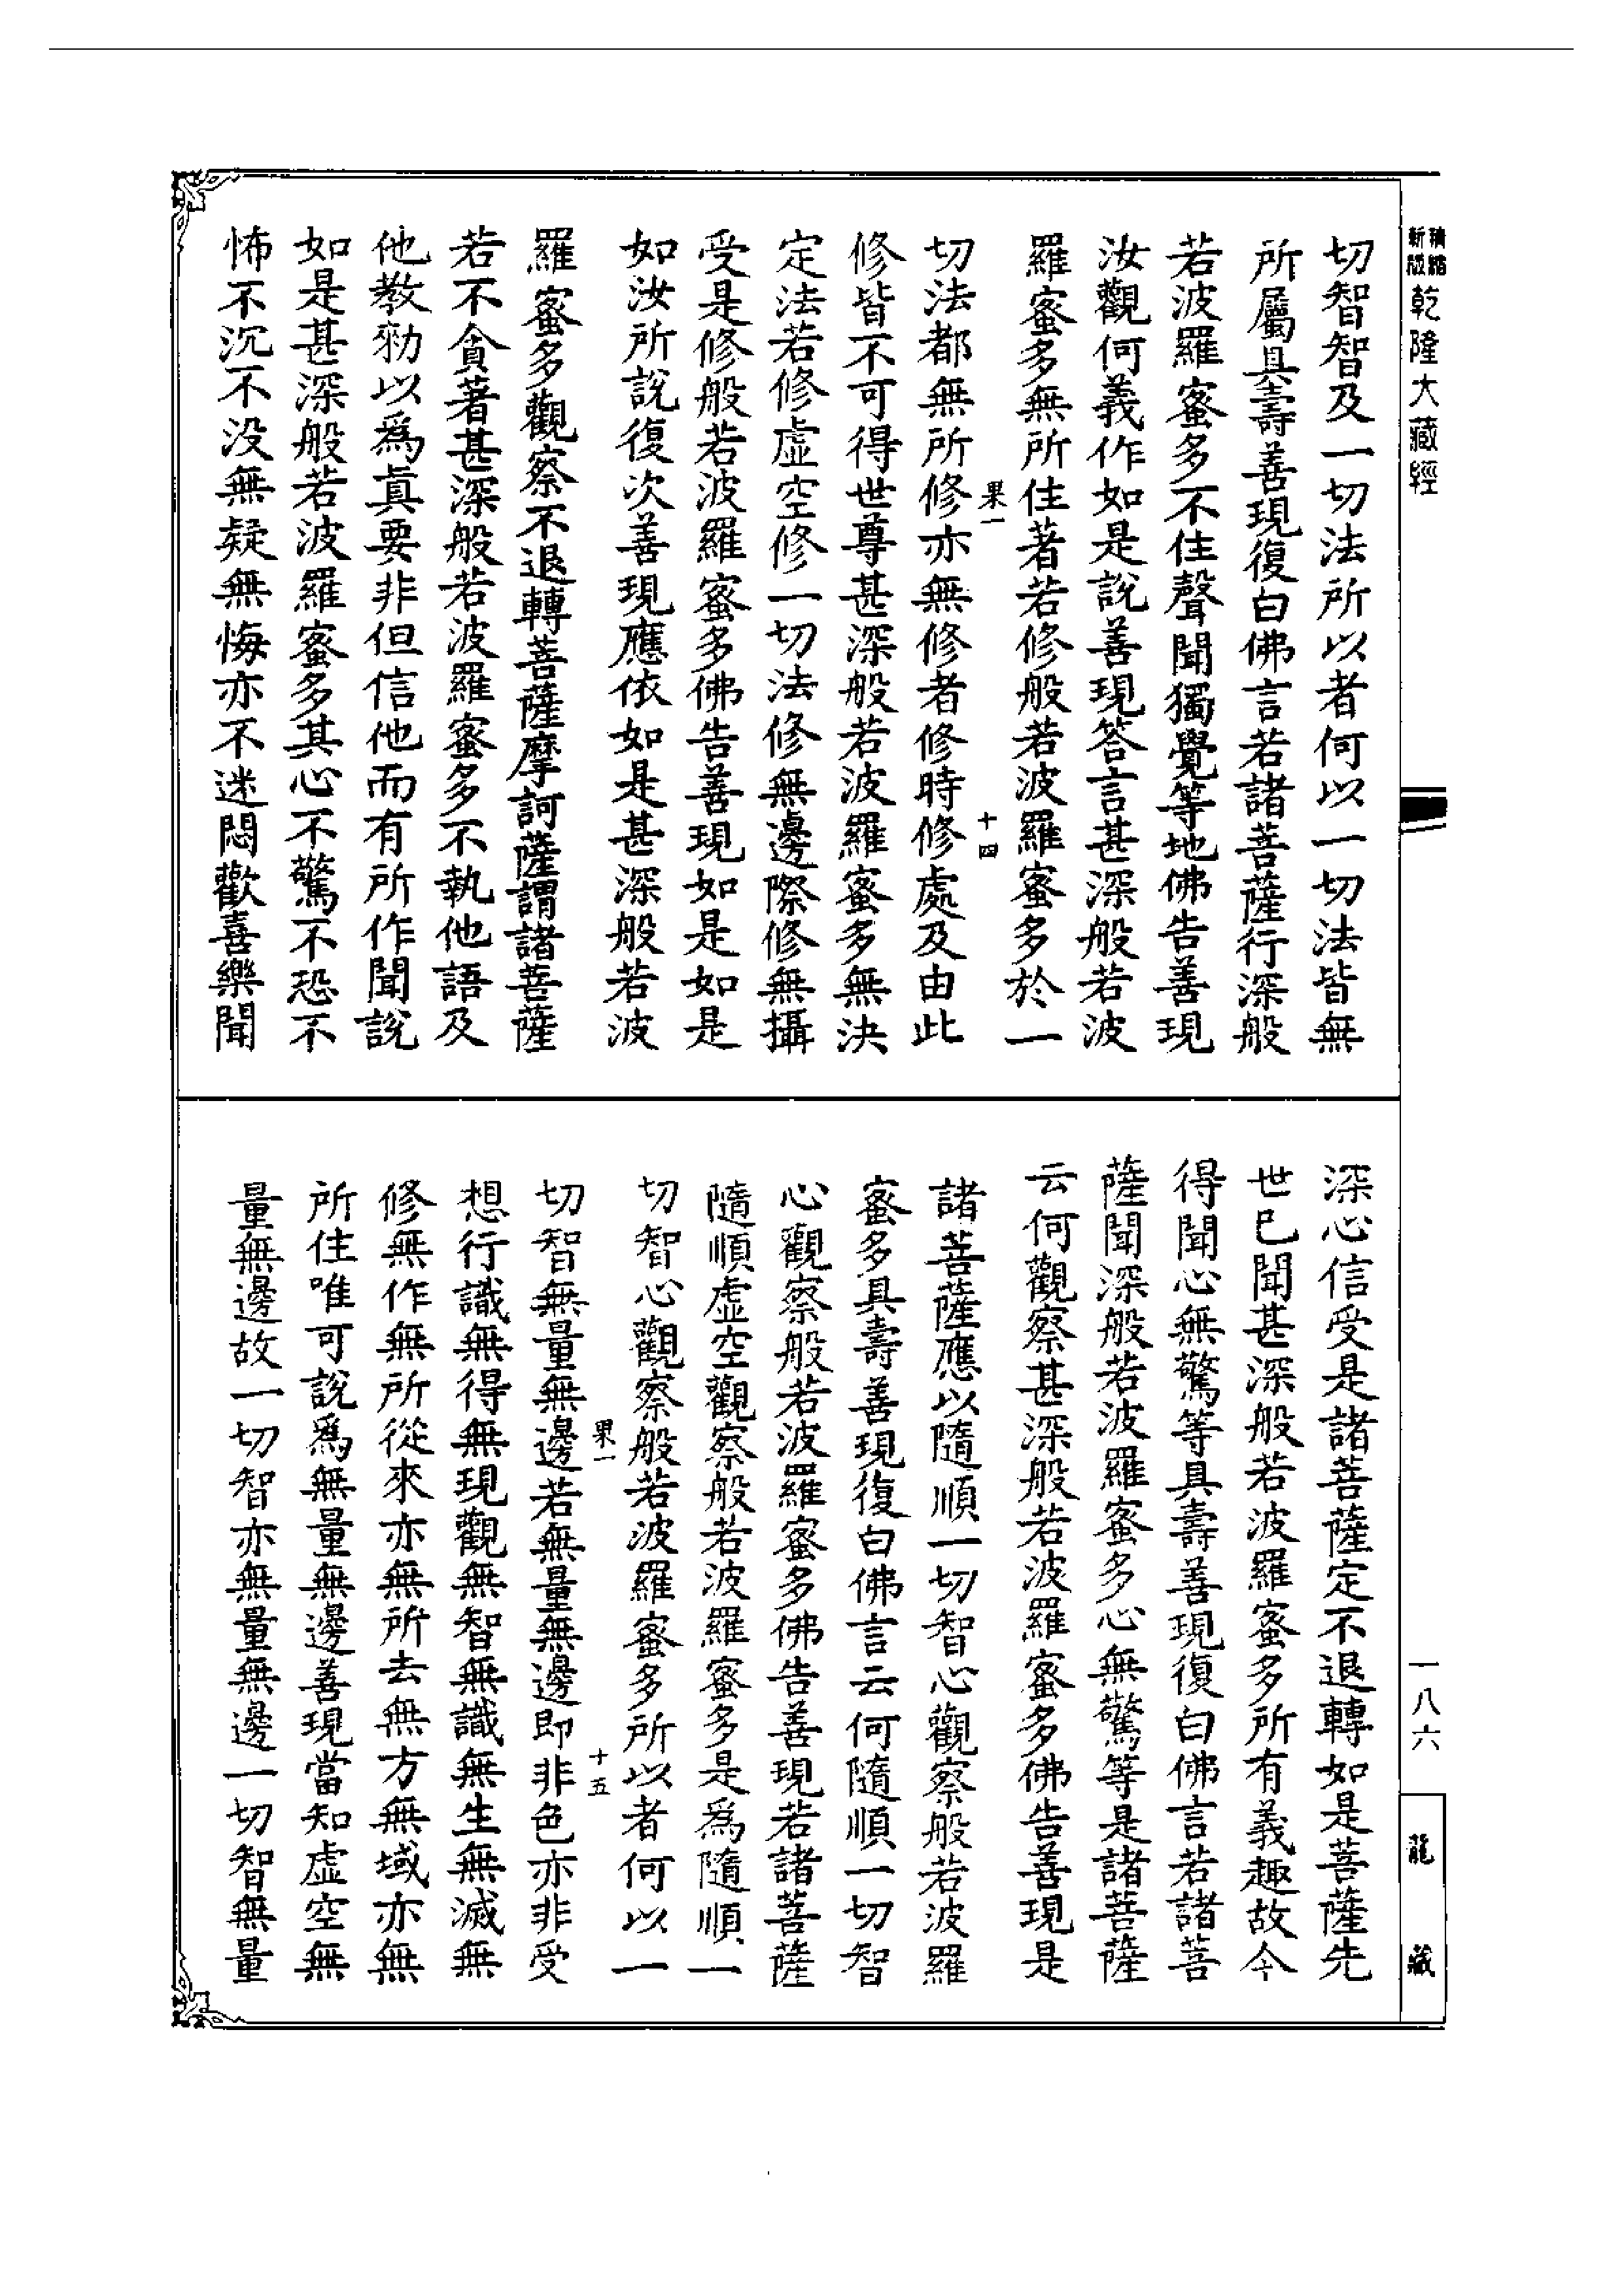 精縮新版乾隆大藏經
切智智及一切法所以者何以一切法皆無
所屬具壽善現復白佛言若諸菩薩行深般
若波羅蜜多不住聲聞獨覺等地佛告善現
汝觀何義作如是說善現答言甚深般若波
羅蜜多無所住著若修般若波羅蜜多於一
果一 十四
切法都無所修亦無修者修時修處及由此
修皆不可得世尊甚深般若波羅蜜多無決
定法若修虛空修一切法修無邊際修無攝
受是修般若波羅蜜多佛告善現如是如是
如汝所說復次善現應依如是甚深般若波
羅蜜多觀察不退轉菩薩摩訶薩謂諸菩薩
若不貪著甚深般若波羅蜜多不執他語及
他教勑以爲真要非但信他而有所作聞說
如是甚深般若波羅蜜多其心不驚不恐不
怖不沉不没無疑無悔亦不迷悶歡喜樂聞
深心信受是諸菩薩定不退轉如是菩薩先
世已聞甚深般若波羅蜜多所有義趣故今
得聞心無驚等具壽善現復白佛言若諸菩
薩聞深般若波羅蜜多心無驚等是諸菩薩
云何觀察甚深般若波羅蜜多佛告善現是
諸菩薩應以隨順一切智心觀察般若波羅
蜜多具壽善現復白佛言云何隨順一切智
心觀察般若波羅蜜多佛告善現若諸菩薩
隨順虛空觀察般若波羅蜜多是爲隨順一
切智心觀察般若波羅蜜多所以者何以一
果一 十五
切智無量無邊若無量無邊即非色亦非受
想行識無得無現觀無智無識無生無滅無
修無作無所從來亦無所去無方無域亦無
所住唯可說爲無量無邊善現當知虛空無
量無邊故一切智亦無量無邊一切智無量
一八六
龍藏